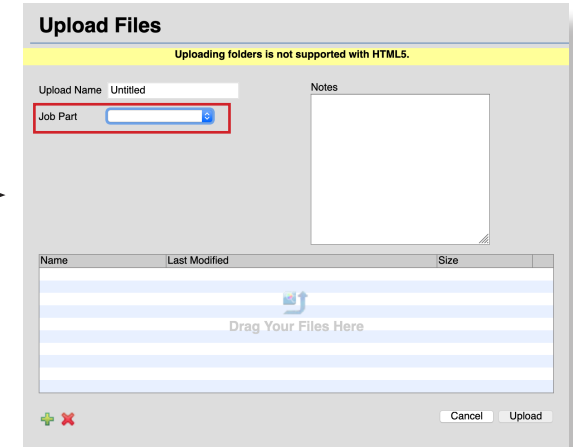 Upload Files
Uploading folders is not supported with HTML5.
Upload Name Untitled
Notes
Job Part
Name Last Modified Size
Drag Your Files Here
Cancel Upload